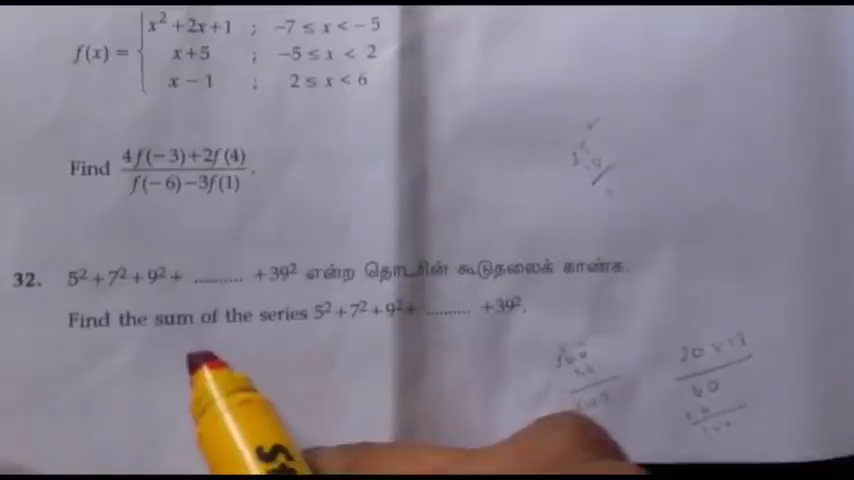 x² + 2x + 1 ; −7 ≤ x < −5
f(x) = { x + 5 ; −5 ≤ x < 2
x − 1 ; 2 ≤ x < 6
Find (4f(−3) + 2f(4)) / (f(−6) − 3f(1)).
32. 5² + 7² + 9² + .......... + 39² என்ற தொடரின் கூடுதலைக் காண்க.
Find the sum of the series 5² + 7² + 9² + .......... + 39².